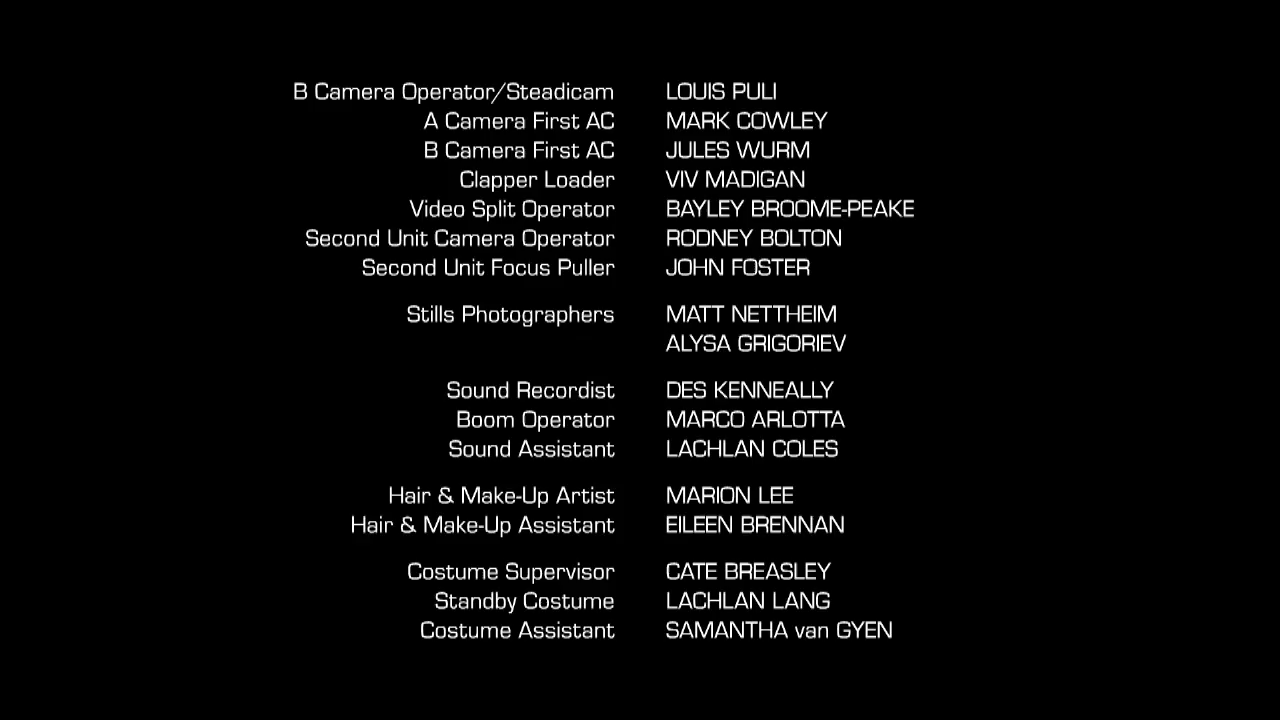 B Camera Operator/Steadicam LOUIS PULI
A Camera First AC MARK COWLEY
B Camera First AC JULES WURM
Clapper Loader VIV MADIGAN
Video Split Operator BAYLEY BROOME-PEAKE
Second Unit Camera Operator RODNEY BOLTON
Second Unit Focus Puller JOHN FOSTER
Stills Photographers MATT NETTHEIM
ALYSA GRIGORIEV
Sound Recordist DES KENNEALLY
Boom Operator MARCO ARLOTTA
Sound Assistant LACHLAN COLES
Hair & Make-Up Artist MARION LEE
Hair & Make-Up Assistant EILEEN BRENNAN
Costume Supervisor CATE BREASLEY
Standby Costume LACHLAN LANG
Costume Assistant SAMANTHA van GYEN